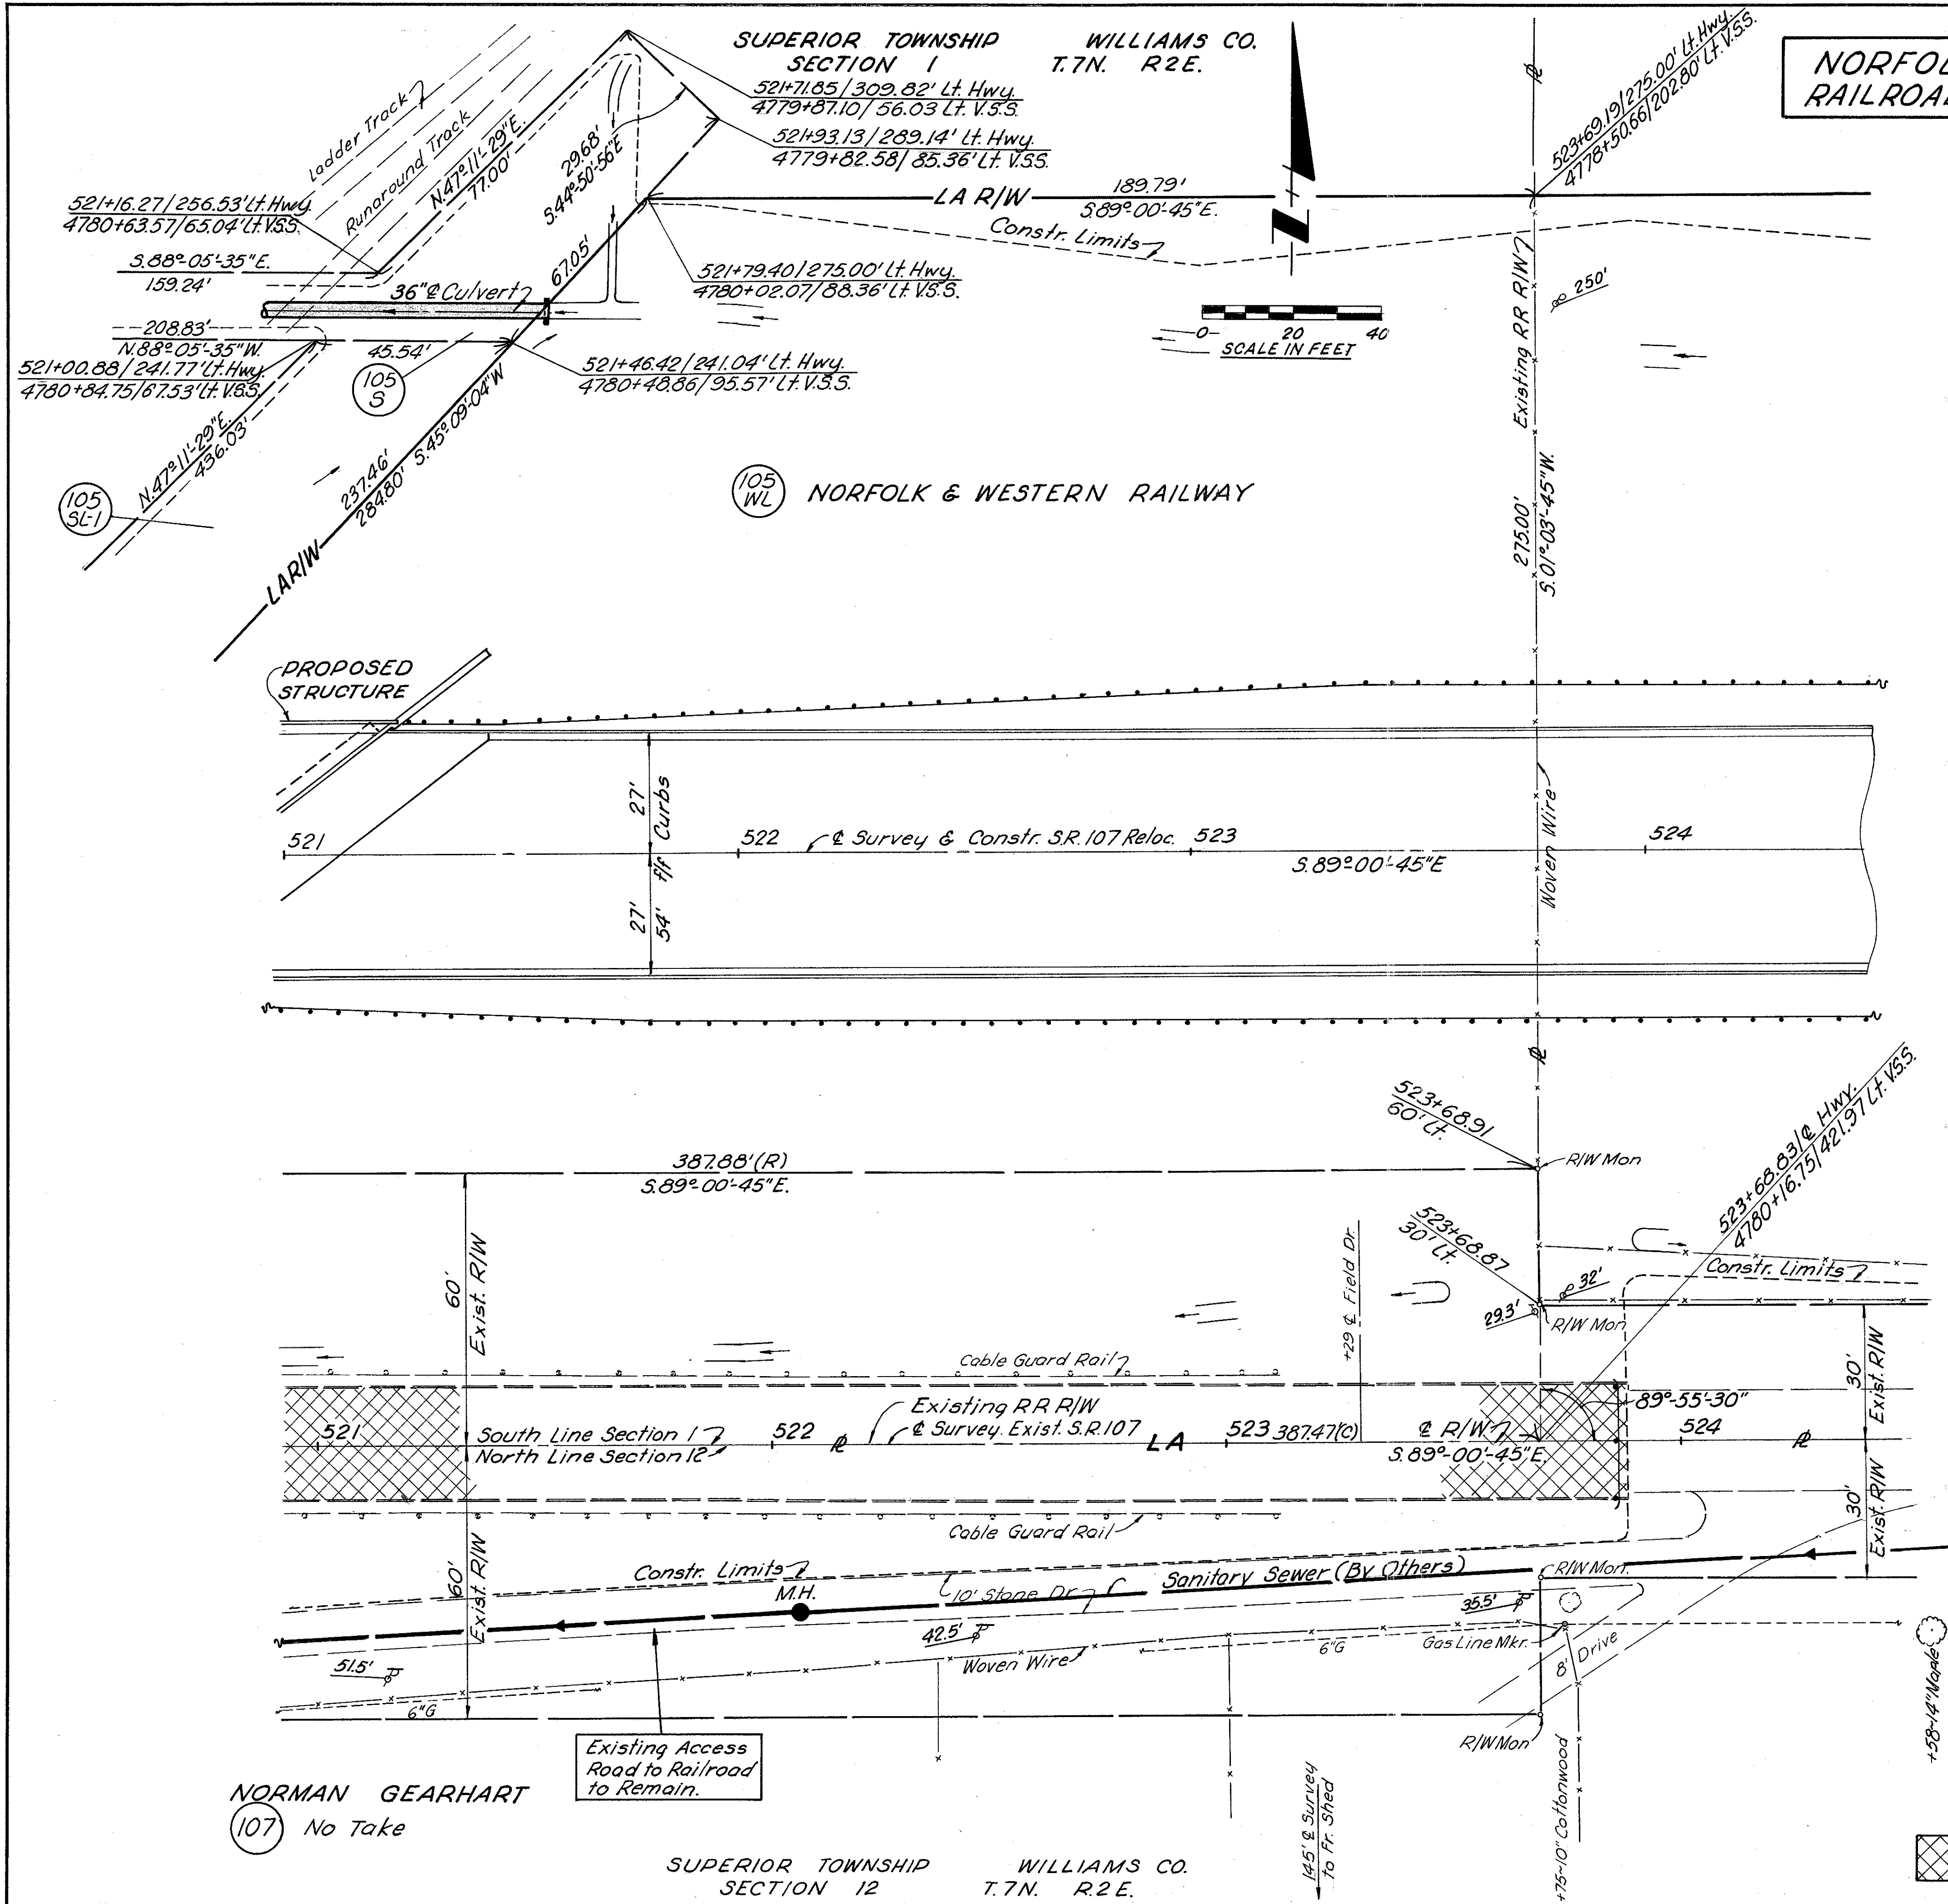 SUPERIOR TOWNSHIP WILLIAMS CO.
SECTION 1 T.7N. R2E.
521+71.85/309.82' Lt. Hwy.
4779+87.10/56.03 Lt. V.S.S.
521+93.13/289.14' Lt. Hwy.
4779+82.58/85.36' Lt. V.S.S.
523+69.19/275.00' Lt. Hwy.
4778+50.66/202.80' Lt. V.S.S.
Ladder Track
Runaround Track
N.47°-11'-29"E.
77.00'
29.68'
S.44°-50'-56"E
LA R/W
189.79'
S.89°-00'-45"E.
Constr. Limits
521+16.27/256.53' Lt. Hwy.
4780+63.57/65.04' Lt. V.S.S.
S.88°-05'-35"E.
159.24'
67.05'
36" ℄ Culvert
521+79.40/275.00' Lt. Hwy.
4780+02.07/88.36' Lt. V.S.S.
Existing RR R/W
250'
0 20 40
SCALE IN FEET
208.83'
N.88°-05'-35"W.
45.54'
521+00.88/241.77' Lt. Hwy.
4780+84.75/67.53' Lt. V.S.S.
521+46.42/241.04' Lt. Hwy.
4780+48.86/95.57' Lt. V.S.S.
105
S
N.47°-11'-29"E.
436.03'
105
SL-1
237.46'
284.80' S.45°-09'-04"W
LA R/W
105
WL
NORFOLK & WESTERN RAILWAY
275.00'
S.01°-03'-45"W.
PROPOSED
STRUCTURE
27'
27'
f/f Curbs
54'
521
522
℄ Survey & Constr. S.R. 107 Reloc.
523
S.89°-00'-45"E
524
Woven Wire
℄
523+68.91
60' Lt.
R/W Mon
523+68.83/℄ Hwy.
4780+16.75/421.97 Lt. V.S.S.
387.88'(R)
S.89°-00'-45"E.
60'
Exist. R/W
523+68.87
30' Lt.
+29 ℄ Field Dr.
32'
29.3'
R/W Mon
Constr. Limits
30'
Exist. R/W
Cable Guard Rail
Existing RR R/W
℄ Survey. Exist. S.R. 107
521
South Line Section 1
North Line Section 12
522
LA
523
387.47'(C)
℄ R/W
S.89°-00'-45"E.
89°-55'-30"
524
Cable Guard Rail
30'
Exist. R/W
60'
Exist. R/W
Constr. Limits
M.H.
10' Stone Dr.
Sanitary Sewer (By Others)
R/W Mon.
35.5'
42.5'
51.5'
Woven Wire
6"G
6"G
Gas Line Mkr.
8' Drive
R/W Mon
+58-14" Maple
Existing Access
Road to Railroad
to Remain.
NORMAN GEARHART
107 No Take
145' ℄ Survey
to Fr. Shed
+75-10" Cottonwood
SUPERIOR TOWNSHIP WILLIAMS CO.
SECTION 12 T.7N. R.2E.